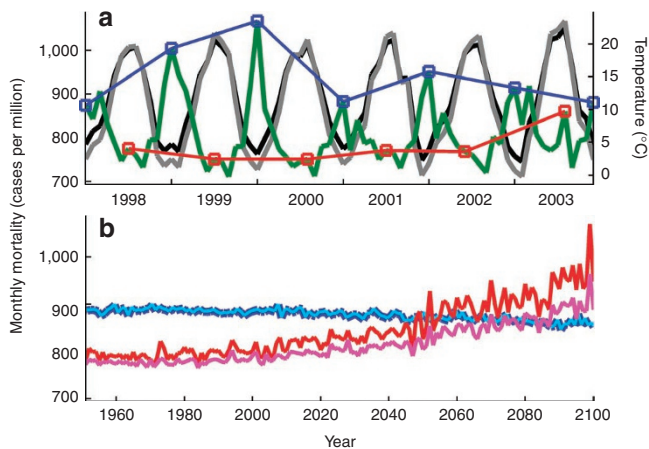 a
1,000
900
800
700
20
15
10
5
0
1998 1999 2000 2001 2002 2003
Monthly mortality (cases per million)
Temperature (°C)
b
1,000
900
800
700
1960 1980 2000 2020 2040 2060 2080 2100
Year